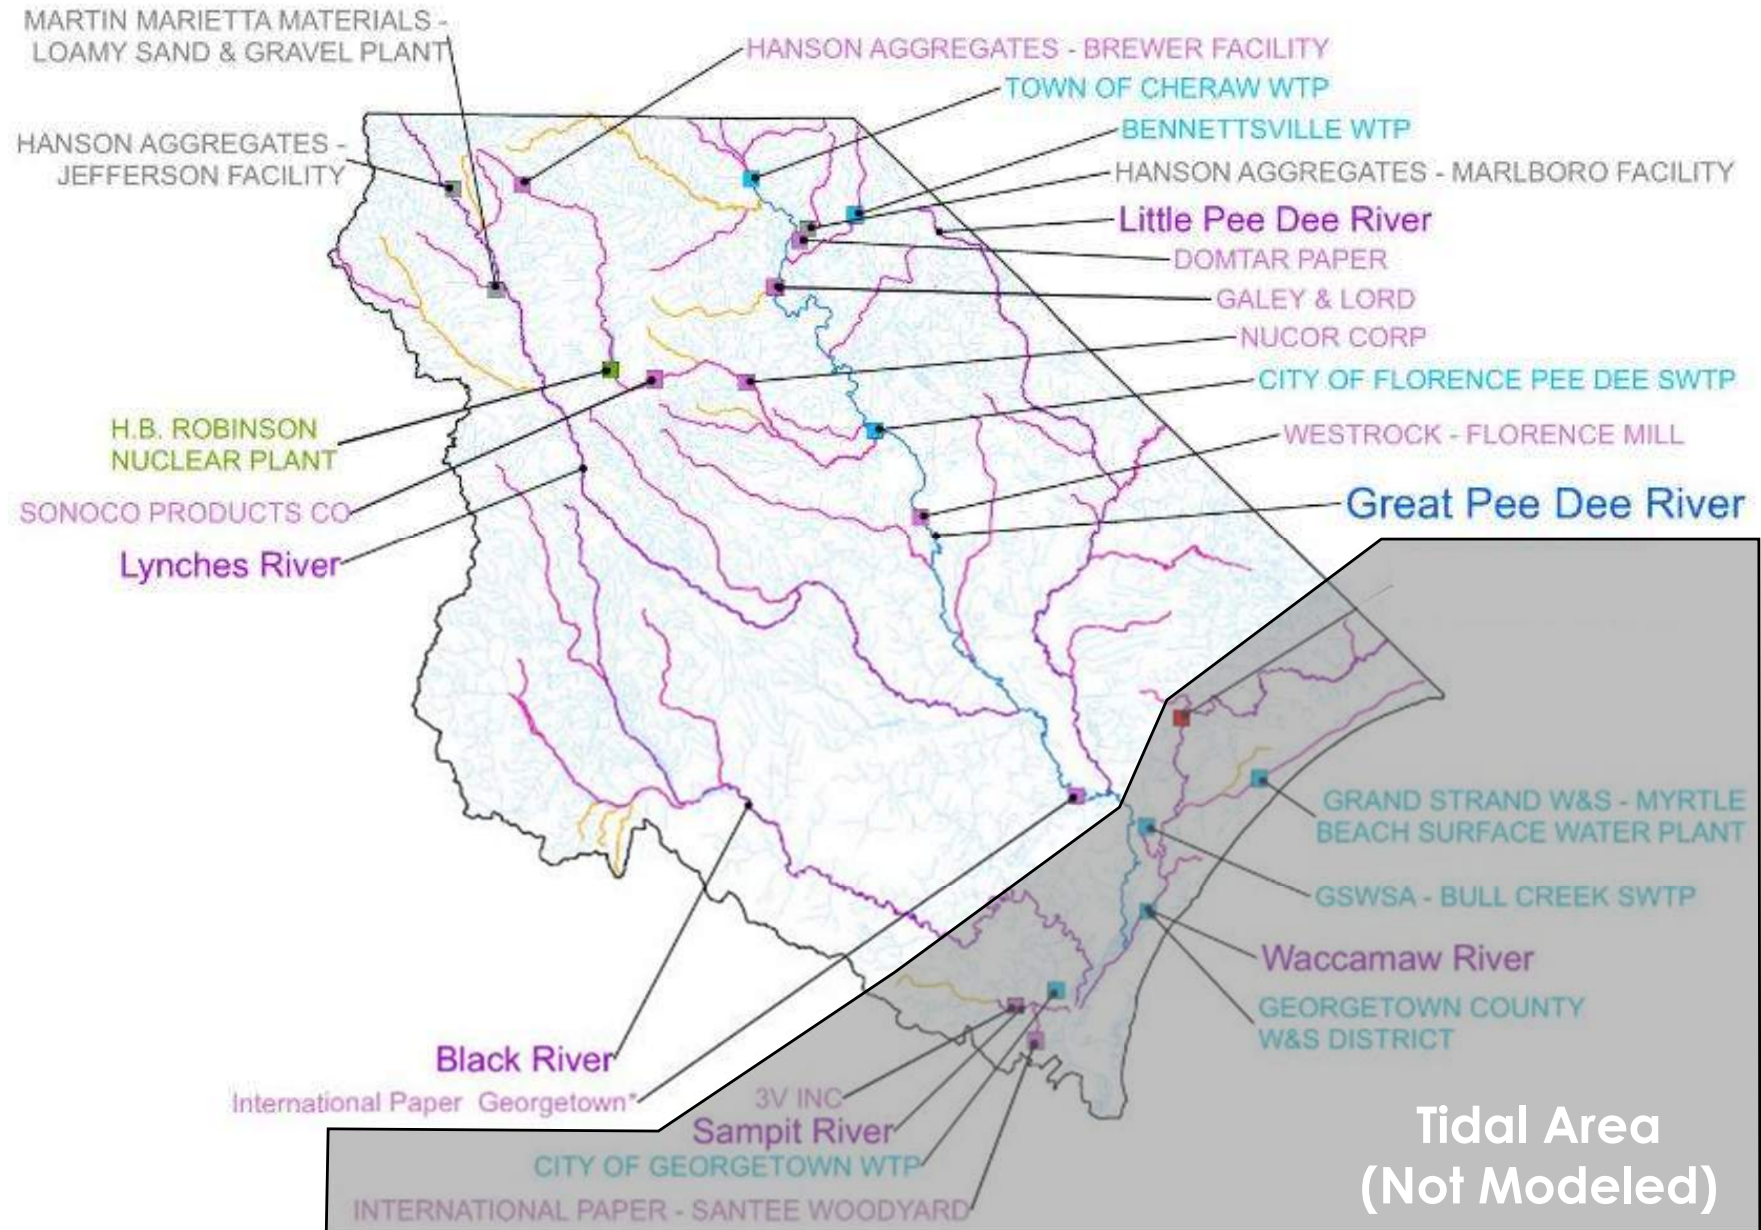 MARTIN MARIETTA MATERIALS -
LOAMY SAND & GRAVEL PLANT
HANSON AGGREGATES - BREWER FACILITY
TOWN OF CHERAW WTP
BENNETTSVILLE WTP
HANSON AGGREGATES -
JEFFERSON FACILITY
HANSON AGGREGATES - MARLBORO FACILITY
Little Pee Dee River
DOMTAR PAPER
GALEY & LORD
NUCOR CORP
CITY OF FLORENCE PEE DEE SWTP
H.B. ROBINSON
NUCLEAR PLANT
WESTROCK - FLORENCE MILL
SONOCO PRODUCTS CO
Great Pee Dee River
Lynches River
GRAND STRAND W&S - MYRTLE
BEACH SURFACE WATER PLANT
GSWSA - BULL CREEK SWTP
Waccamaw River
GEORGETOWN COUNTY
W&S DISTRICT
Black River
International Paper Georgetown*
3V INC
Sampit River
CITY OF GEORGETOWN WTP
INTERNATIONAL PAPER - SANTEE WOODYARD
Tidal Area
(Not Modeled)